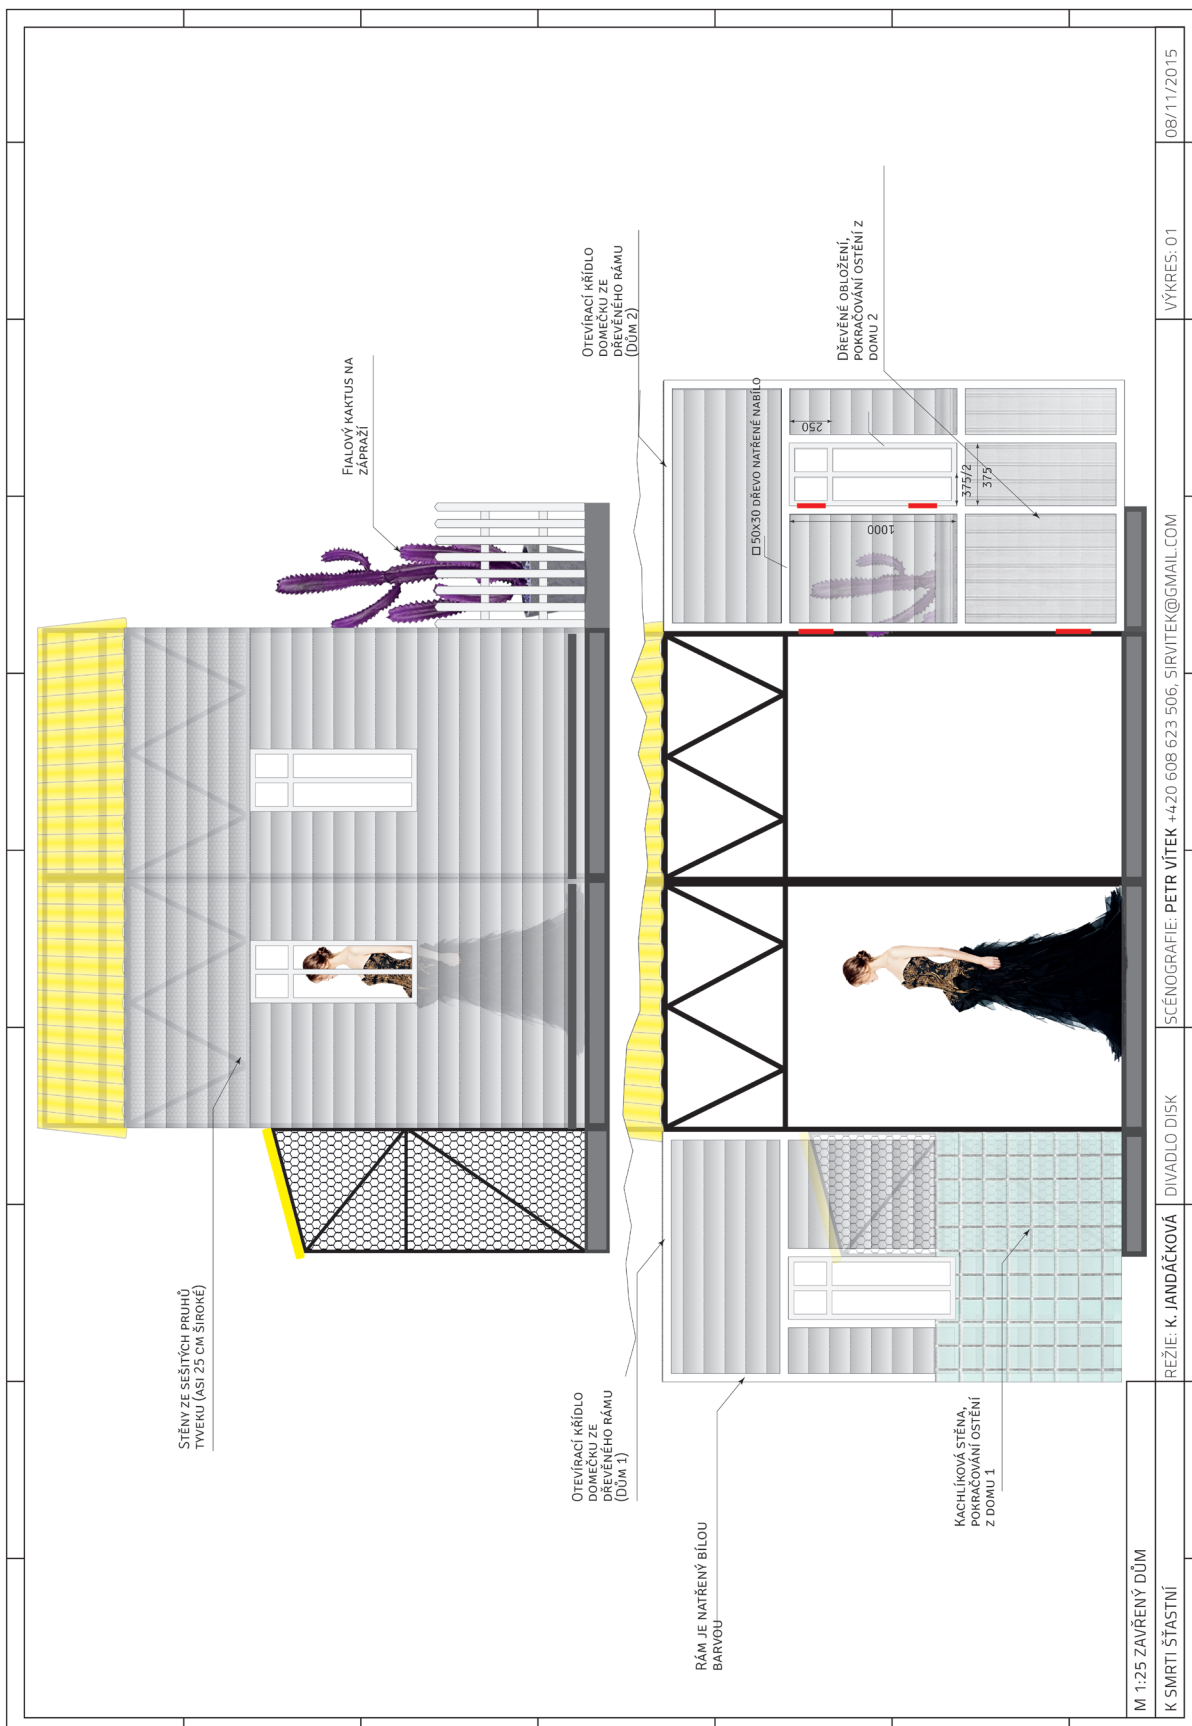 STĚNY ZE SEŠITÝCH PRUHŮ
TYVEKU (ASI 25 CM ŠIROKÉ)
FIALOVÝ KAKTUS NA
ZÁPRAŽÍ
OTEVÍRACÍ KŘÍDLO
DOMEČKU ZE
DŘEVĚNÉHO RÁMU
(DŮM 1)
OTEVÍRACÍ KŘÍDLO
DOMEČKU ZE
DŘEVĚNÉHO RÁMU
(DŮM 2)
RÁM JE NATŘENÝ BÍLOU
BARVOU
□ 50X30 DŘEVO NATŘENÉ NABÍLO
250
1000
375/2
375
DŘEVĚNÉ OBLOŽENÍ,
POKRAČOVÁNÍ OSTĚNÍ Z
DOMU 2
KACHLÍKOVÁ STĚNA,
POKRAČOVÁNÍ OSTĚNÍ
Z DOMU 1
M 1:25 ZAVŘENÝ DŮM
K SMRTI ŠŤASTNÍ
REŽIE: K. JANDÁČKOVÁ
DIVADLO DISK
SCÉNOGRAFIE: PETR VÍTEK +420 608 623 506, SIRVITEK@GMAIL.COM
VÝKRES: 01
08/11/2015